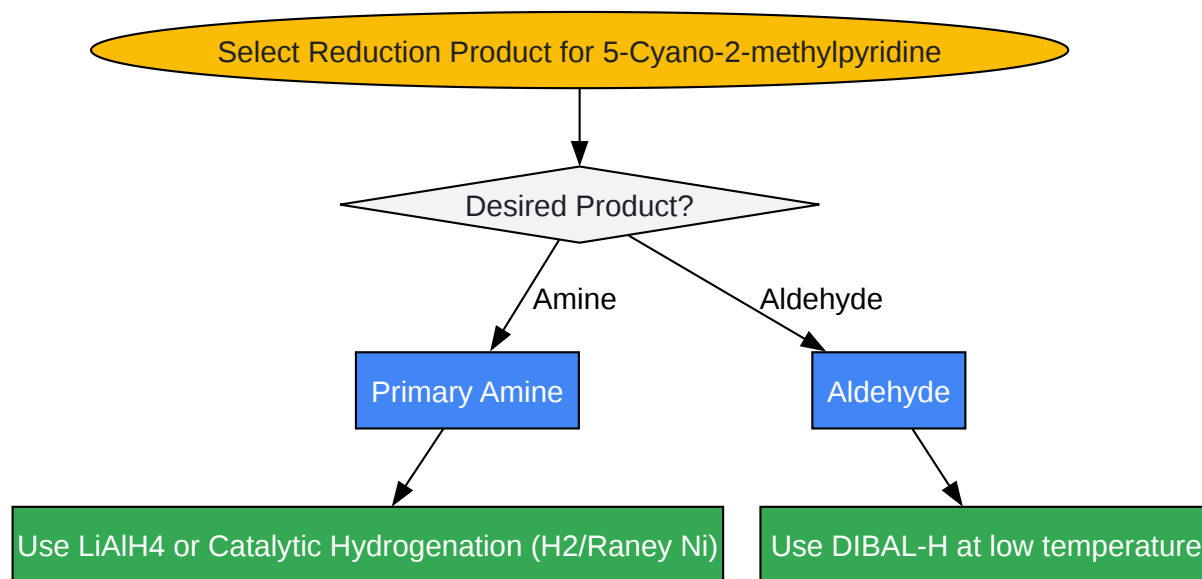 Select Reduction Product for 5-Cyano-2-methylpyridine
Desired Product?
Amine
Aldehyde
Primary Amine
Aldehyde
Use LiAlH4 or Catalytic Hydrogenation (H2/Raney Ni)
Use DIBAL-H at low temperature